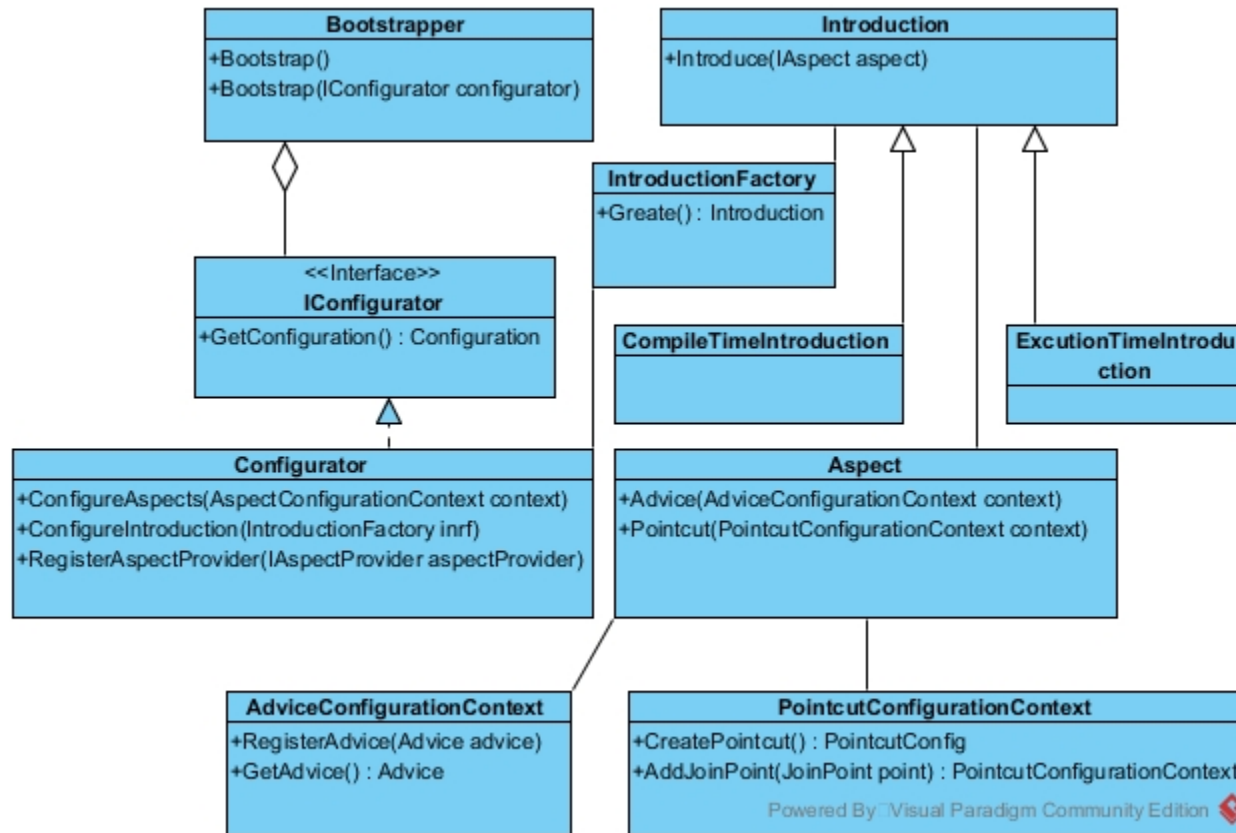 Bootstrapper
+Bootstrap()
+Bootstrap(IConfigurator configurator)
Introduction
+Introduce(IAspect aspect)
IntroductionFactory
+Greate() : Introduction
<<Interface>>
IConfigurator
+GetConfiguration() : Configuration
CompileTimeIntroduction
ExcutionTimeIntrodu
ction
Configurator
+ConfigureAspects(AspectConfigurationContext context)
+ConfigureIntroduction(IntroductionFactory inrf)
+RegisterAspectProvider(IAspectProvider aspectProvider)
Aspect
+Advice(AdviceConfigurationContext context)
+Pointcut(PointcutConfigurationContext context)
AdviceConfigurationContext
+RegisterAdvice(Advice advice)
+GetAdvice() : Advice
PointcutConfigurationContext
+CreatePointcut() : PointcutConfig
+AddJoinPoint(JoinPoint point) : PointcutConfigurationContext
Powered By Visual Paradigm Community Edition